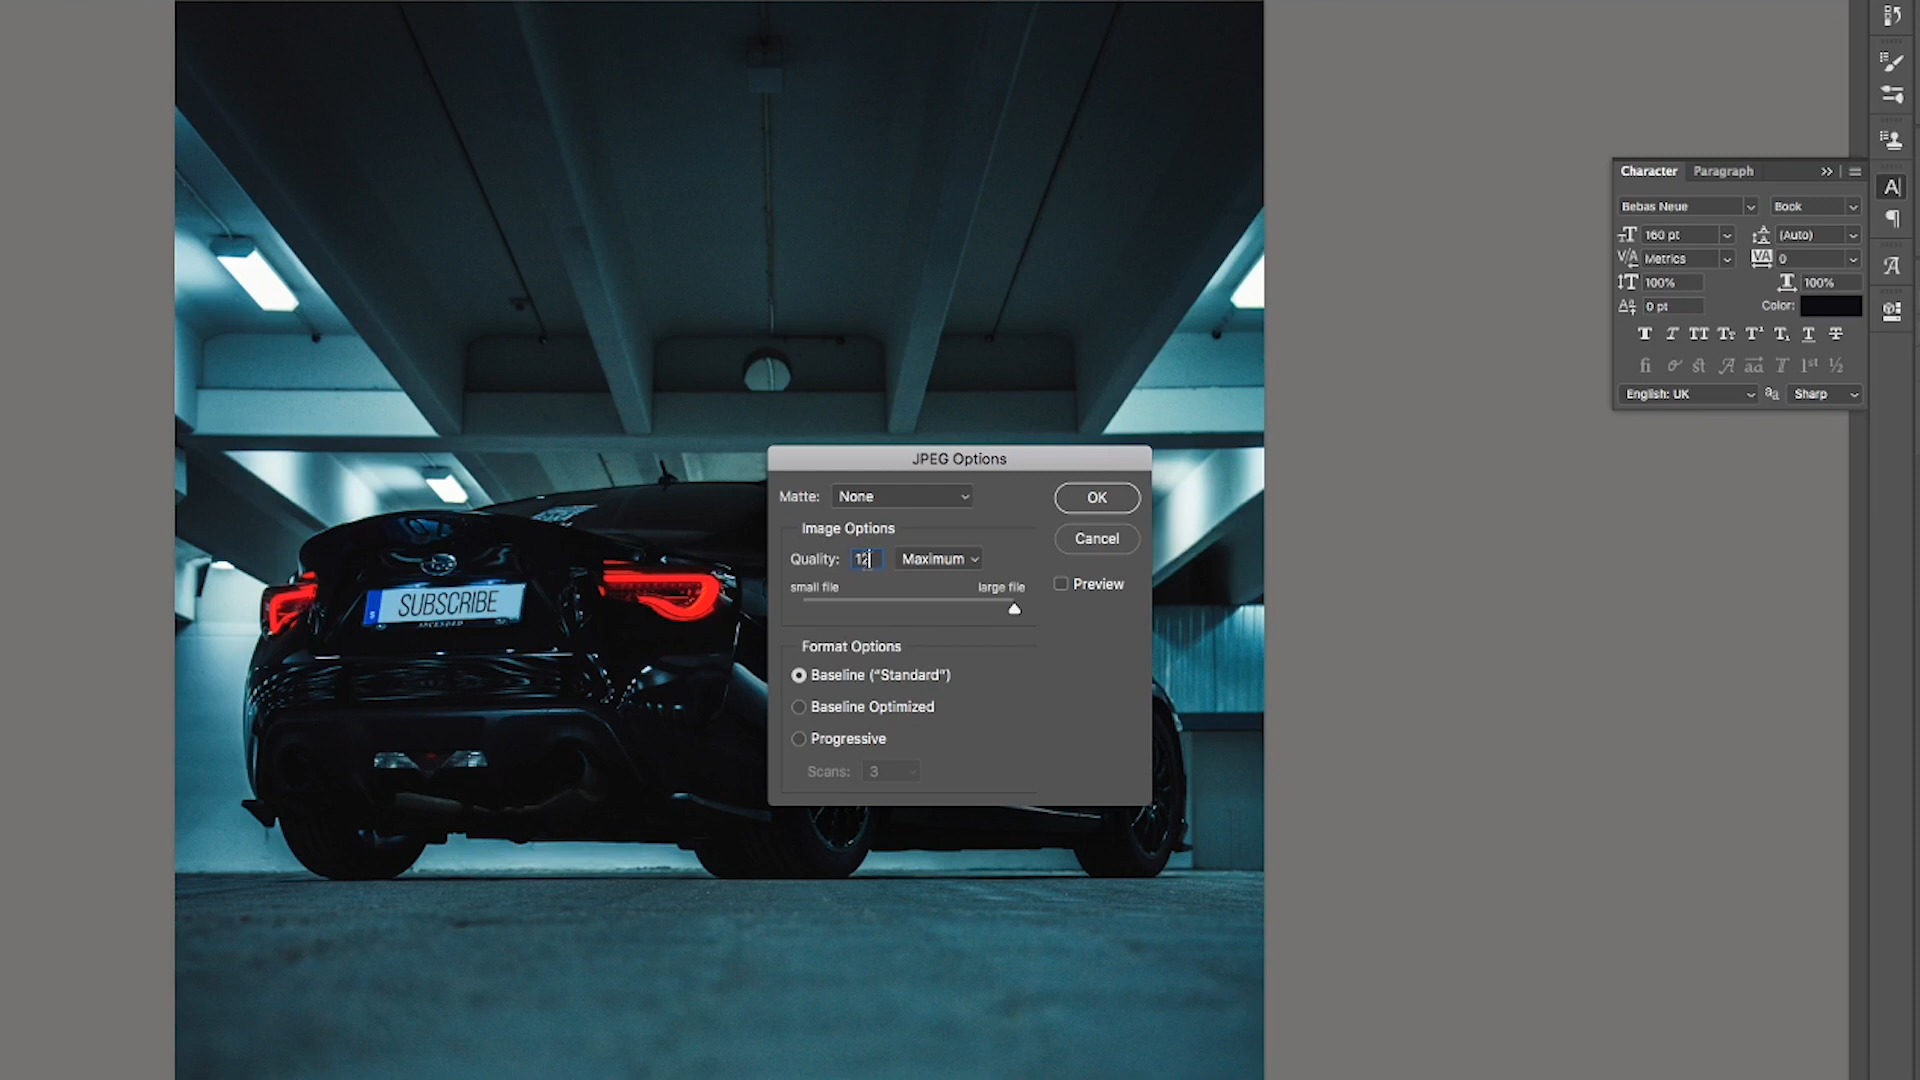 Character Paragraph
Bebas Neue Book
160 pt (Auto)
Metrics 0
100% 100%
0 pt Color:
English: UK Sharp
JPEG Options
Matte: None
OK
Image Options
Cancel
Quality: 12 Maximum
Preview
small file large file
Format Options
Baseline (“Standard”)
Baseline Optimized
Progressive
Scans: 3
SUBSCRIBE
ASCENDED